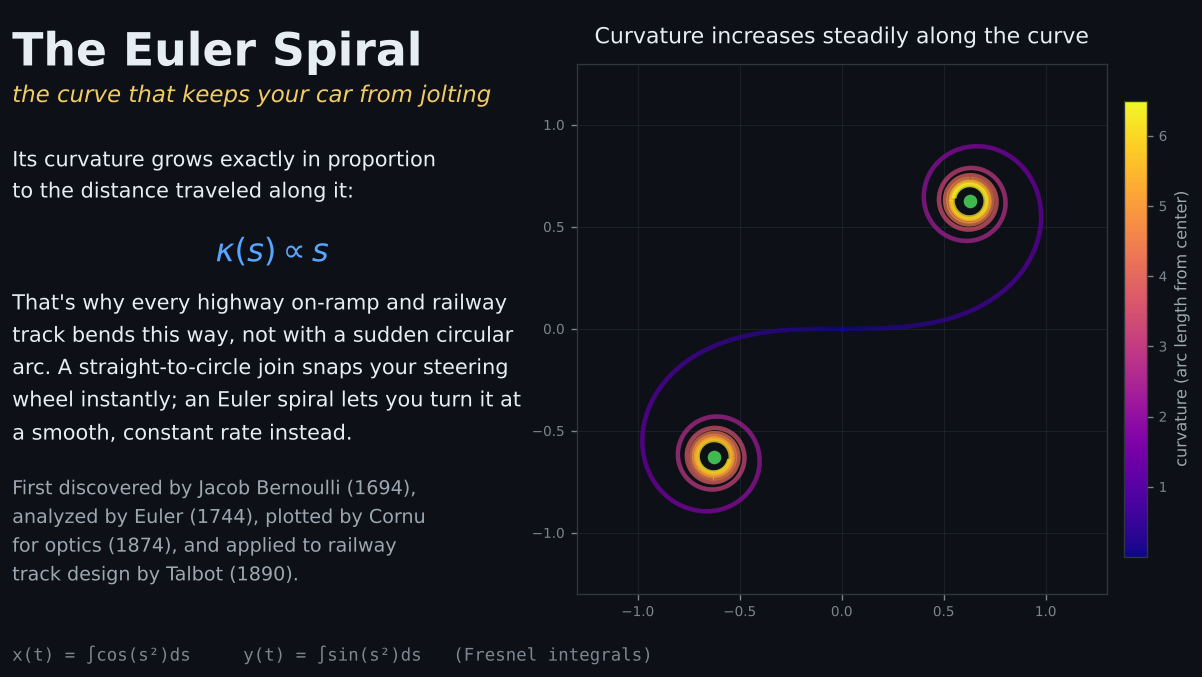 The Euler Spiral
the curve that keeps your car from jolting
Its curvature grows exactly in proportion
to the distance traveled along it:
κ(s) ∝ s
That's why every highway on-ramp and railway
track bends this way, not with a sudden circular
arc. A straight-to-circle join snaps your steering
wheel instantly; an Euler spiral lets you turn it at
a smooth, constant rate instead.
First discovered by Jacob Bernoulli (1694),
analyzed by Euler (1744), plotted by Cornu
for optics (1874), and applied to railway
track design by Talbot (1890).
x(t) = ∫cos(s²)ds     y(t) = ∫sin(s²)ds   (Fresnel integrals)
Curvature increases steadily along the curve
1.0
0.5
0.0
−0.5
−1.0
−1.0 −0.5 0.0 0.5 1.0
6
5
4
3
2
1
curvature (arc length from center)